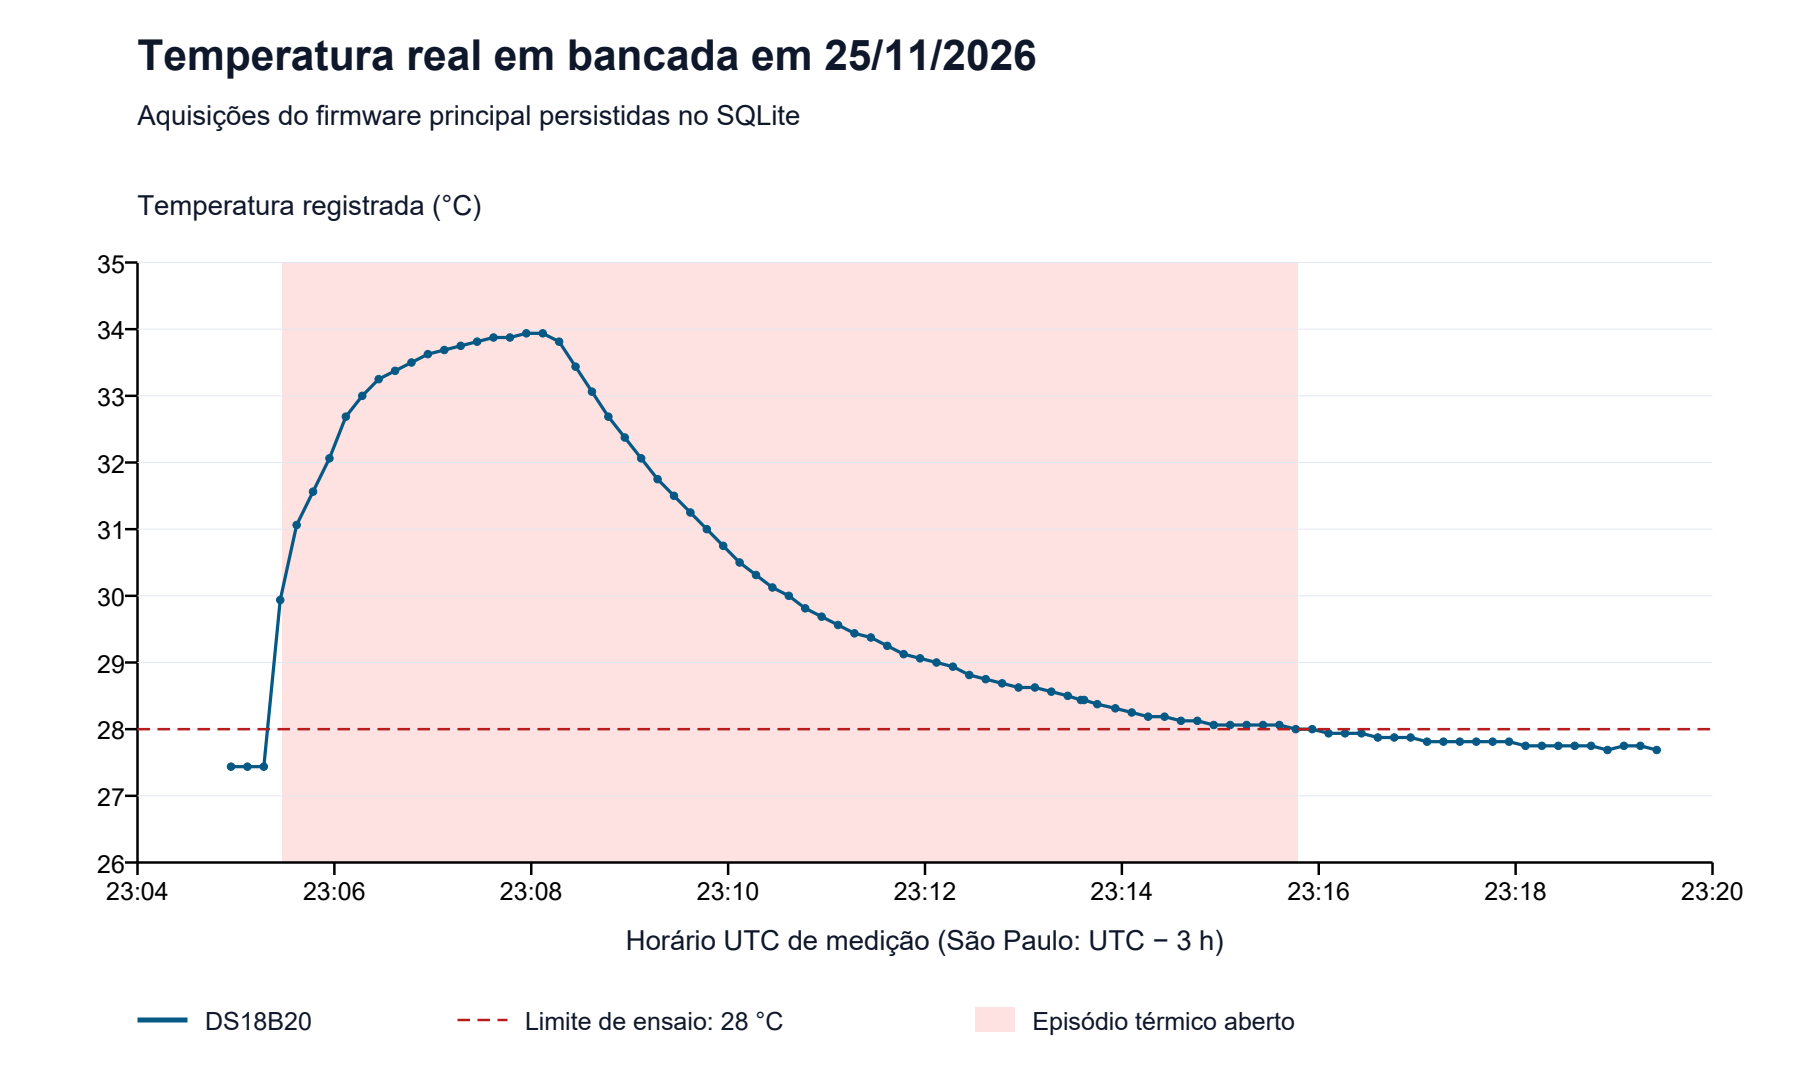 Temperatura real em bancada em 25/11/2026
Aquisições do firmware principal persistidas no SQLite
Temperatura registrada (°C)
35
34
33
32
31
30
29
28
27
26
23:04 23:06 23:08 23:10 23:12 23:14 23:16 23:18 23:20
Horário UTC de medição (São Paulo: UTC − 3 h)
DS18B20 Limite de ensaio: 28 °C Episódio térmico aberto